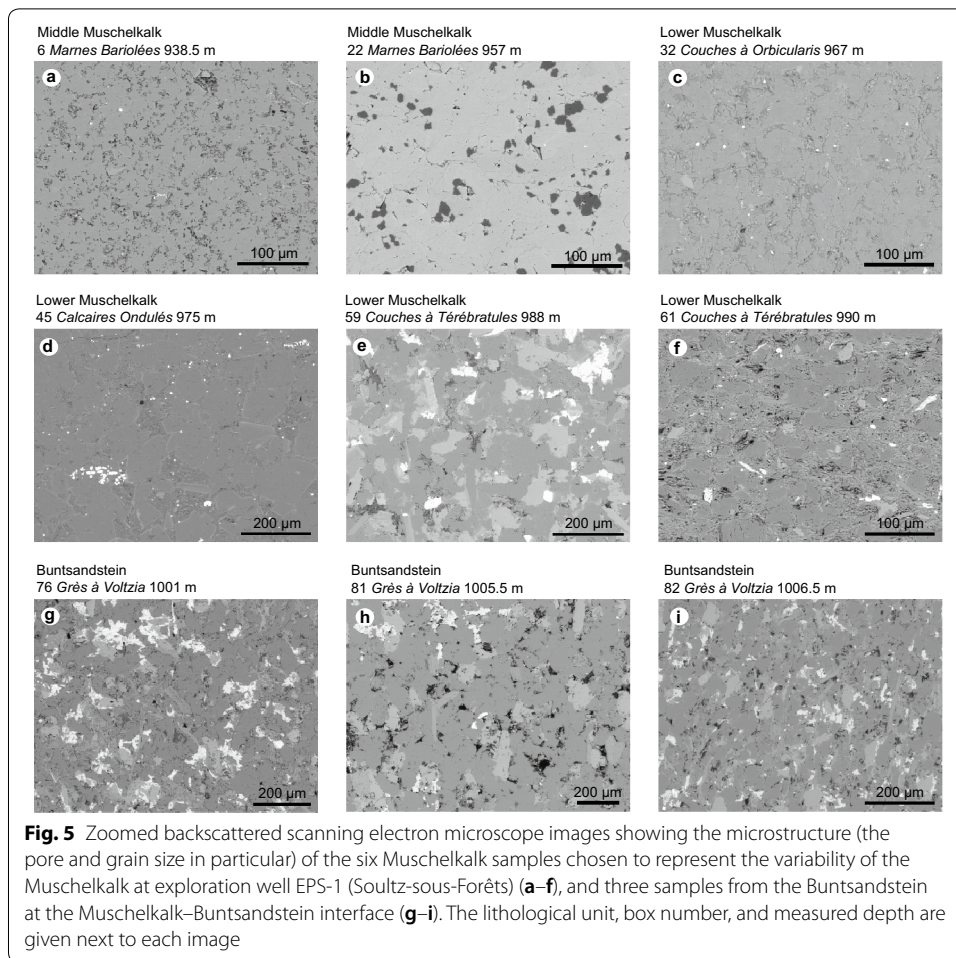 Middle Muschelkalk
6 Marnes Bariolées 938.5 m
a
100 µm
Middle Muschelkalk
22 Marnes Bariolées 957 m
b
100 µm
Lower Muschelkalk
32 Couches à Orbicularis 967 m
c
100 µm
Lower Muschelkalk
45 Calcaires Ondulés 975 m
d
200 µm
Lower Muschelkalk
59 Couches à Térébratules 988 m
e
200 µm
Lower Muschelkalk
61 Couches à Térébratules 990 m
f
100 µm
Buntsandstein
76 Grès à Voltzia 1001 m
g
200 µm
Buntsandstein
81 Grès à Voltzia 1005.5 m
h
200 µm
Buntsandstein
82 Grès à Voltzia 1006.5 m
i
200 µm
Fig. 5 Zoomed backscattered scanning electron microscope images showing the microstructure (the
pore and grain size in particular) of the six Muschelkalk samples chosen to represent the variability of the
Muschelkalk at exploration well EPS-1 (Soultz-sous-Forêts) (a–f), and three samples from the Buntsandstein
at the Muschelkalk–Buntsandstein interface (g–i). The lithological unit, box number, and measured depth are
given next to each image